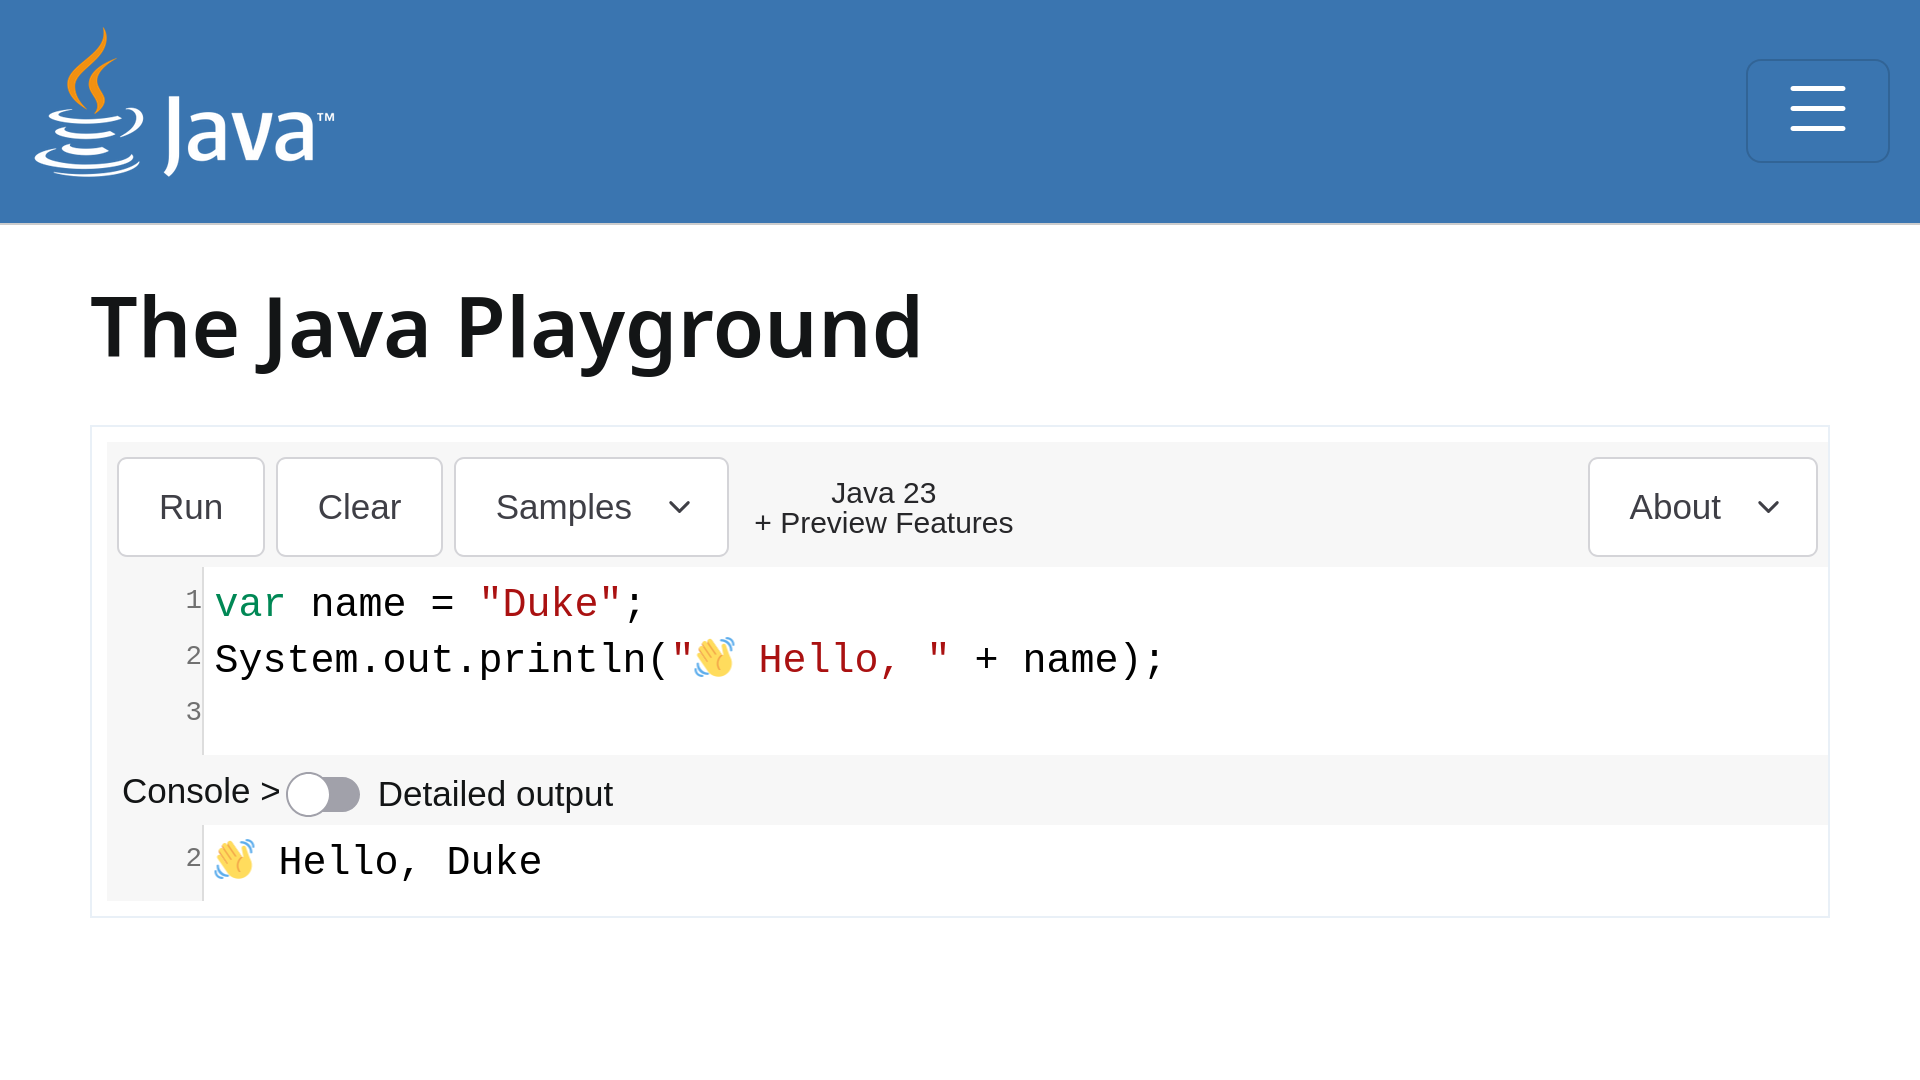 Java™
The Java Playground
Run Clear Samples
Java 23
+ Preview Features
About
1 var name = "Duke";
2 System.out.println("👋 Hello, " + name);
3
Console > Detailed output
2 👋 Hello, Duke